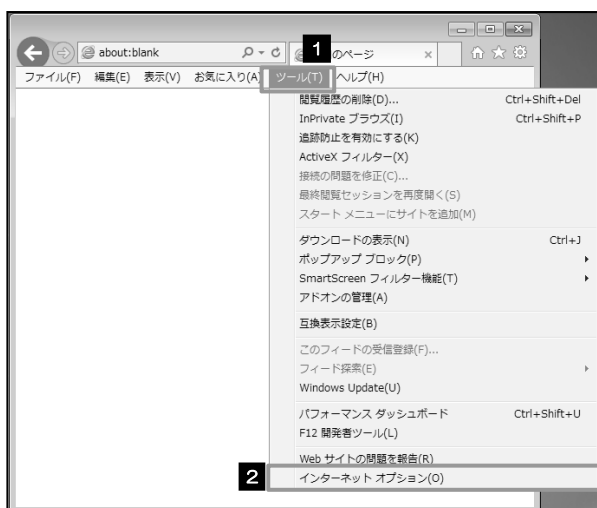 about:blank
1
のページ
ファイル(F) 編集(E) 表示(V) お気に入り(A) ツール(T) ヘルプ(H)
閲覧履歴の削除(D)... Ctrl+Shift+Del
InPrivate ブラウズ(I) Ctrl+Shift+P
追跡防止を有効にする(K)
ActiveX フィルター(X)
接続の問題を修正(C)...
最終閲覧セッションを再度開く(S)
スタート メニューにサイトを追加(M)
ダウンロードの表示(N) Ctrl+J
ポップアップ ブロック(P)
SmartScreen フィルター機能(T)
アドオンの管理(A)
互換表示設定(B)
このフィードの受信登録(F)...
フィード探索(E)
Windows Update(U)
パフォーマンス ダッシュボード Ctrl+Shift+U
F12 開発者ツール(L)
Web サイトの問題を報告(R)
2 インターネット オプション(O)